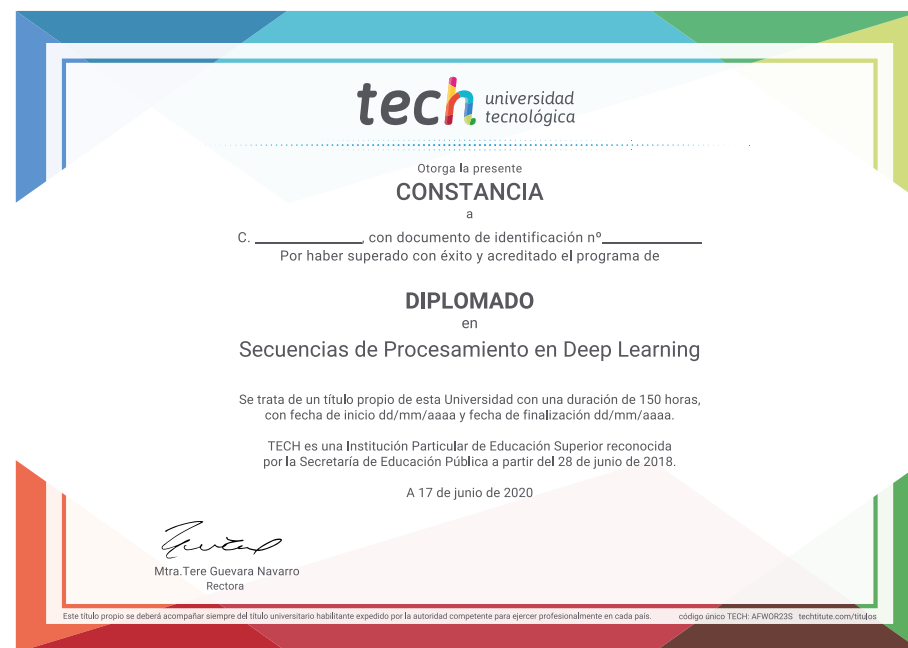 tech universidad
tecnológica
Otorga la presente
CONSTANCIA
a
C. ____________, con documento de identificación nº____________
Por haber superado con éxito y acreditado el programa de
DIPLOMADO
en
Secuencias de Procesamiento en Deep Learning
Se trata de un título propio de esta Universidad con una duración de 150 horas,
con fecha de inicio dd/mm/aaaa y fecha de finalización dd/mm/aaaa.
TECH es una Institución Particular de Educación Superior reconocida
por la Secretaría de Educación Pública a partir del 28 de junio de 2018.
A 17 de junio de 2020
Mtra.Tere Guevara Navarro
Rectora
Este título propio se deberá acompañar siempre del título universitario habilitante expedido por la autoridad competente para ejercer profesionalmente en cada país. código único TECH: AFWOR23S techtitute.com/titulos